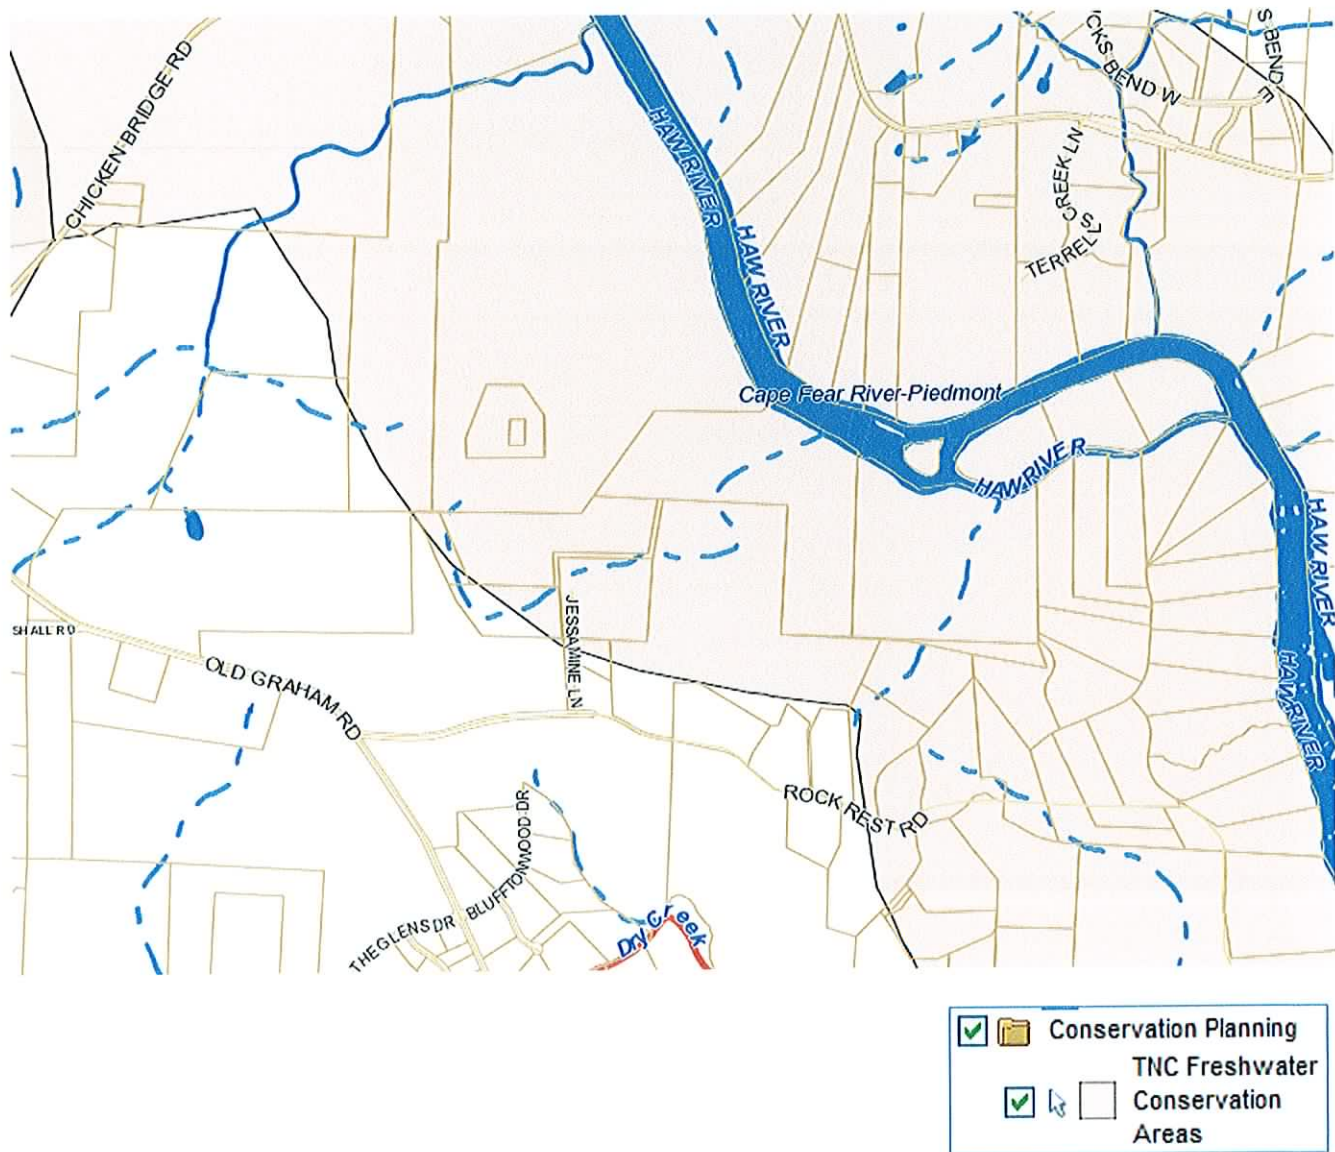 CHICKEN-BRIDGE-RD
HAW RIVER
HAW RIVER
CKS-BEND W
S-BEND E
TERRELLS CREEK LN
Cape Fear River-Piedmont
HAW RIVER
HAW RIVER
HAW RIVER
SHALL RD
OLD GRAHAM RD
JESSAMINE-LN
ROCK REST RD
THE GLENS DR
BLUFFTONWOOD-DR
Dry Creek
Conservation Planning
TNC Freshwater
Conservation
Areas